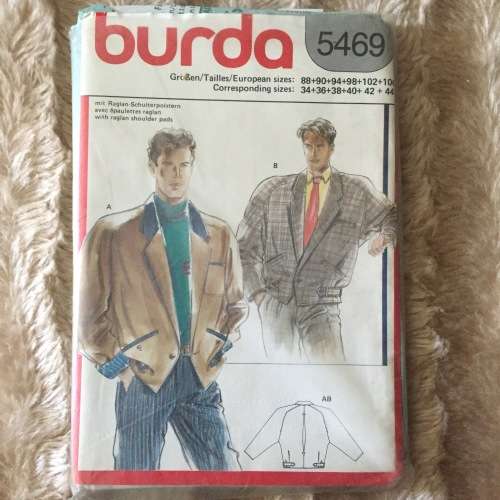 burda
5469
Größen/Tailles/European sizes: 88+90+94+98+102+10
Corresponding sizes: 34+36+38+40+ 42 + 44
mit Raglan-Schulterpolstern
avec épaulettes raglan
with raglan shoulder pads
A
B
AB